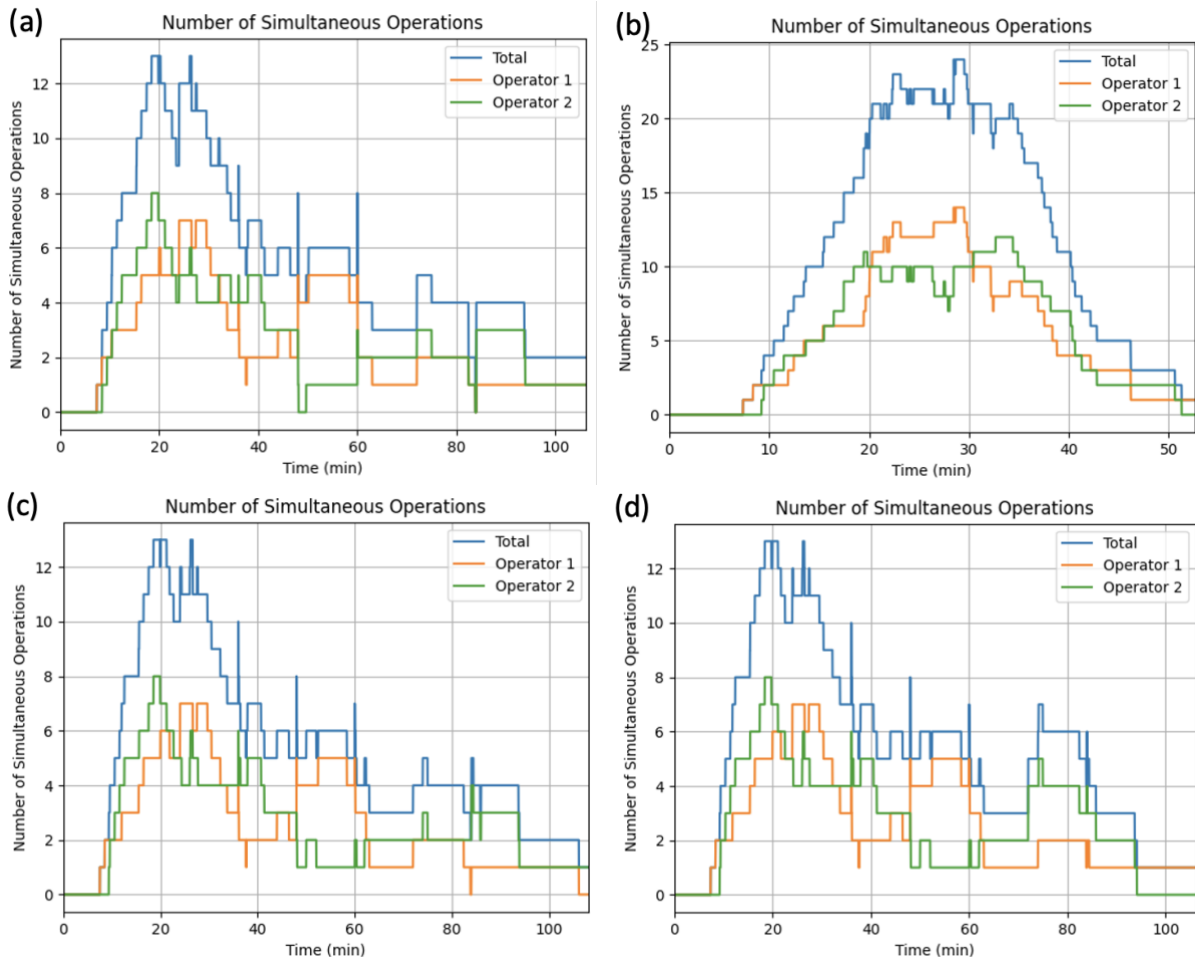 (a)
Number of Simultaneous Operations
Total
Operator 1
Operator 2
Number of Simultaneous Operations
12
10
8
6
4
2
0
0 20 40 60 80 100
Time (min)
(b)
Number of Simultaneous Operations
Total
Operator 1
Operator 2
Number of Simultaneous Operations
25
20
15
10
5
0
0 10 20 30 40 50
Time (min)
(c)
Number of Simultaneous Operations
Total
Operator 1
Operator 2
Number of Simultaneous Operations
12
10
8
6
4
2
0
0 20 40 60 80 100
Time (min)
(d)
Number of Simultaneous Operations
Total
Operator 1
Operator 2
Number of Simultaneous Operations
12
10
8
6
4
2
0
0 20 40 60 80 100
Time (min)